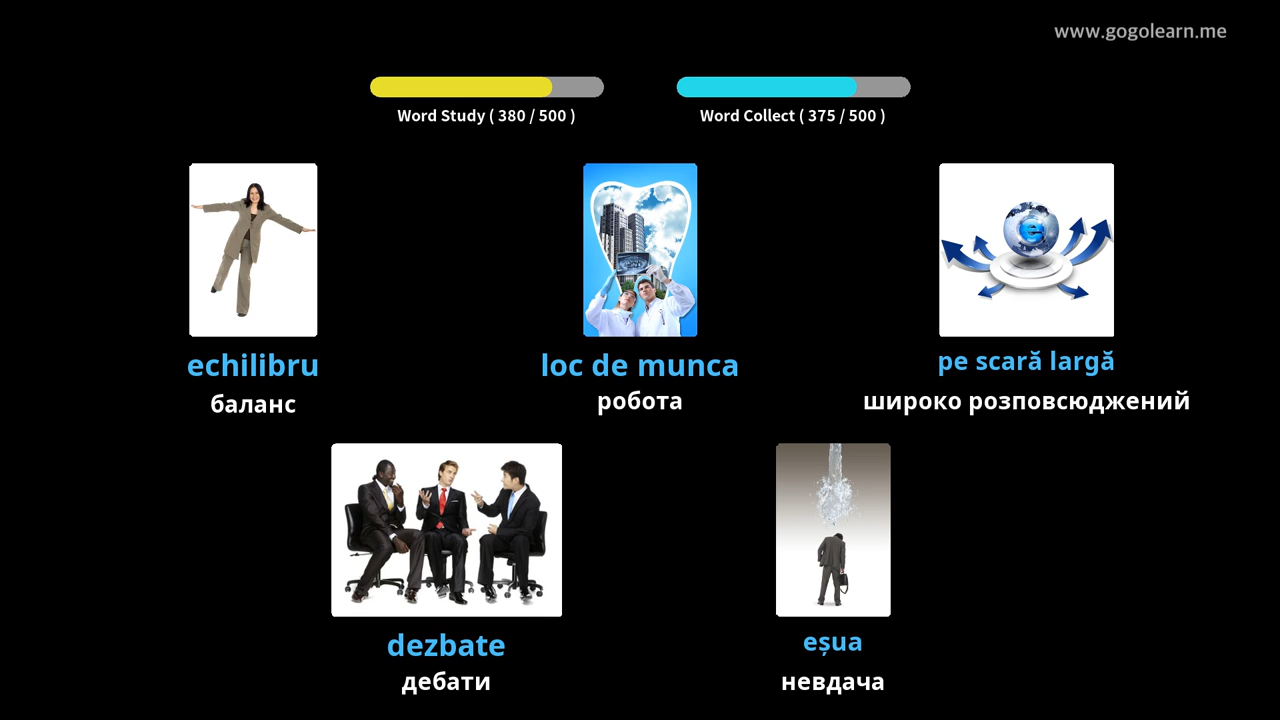 www.gogolearn.me
Word Study ( 380 / 500 )
Word Collect ( 375 / 500 )
echilibru
баланс
loc de munca
робота
pe scară largă
широко розповсюджений
dezbate
дебати
eșua
невдача